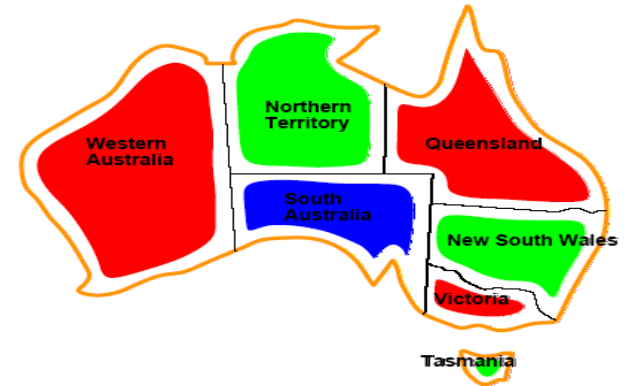 Northern
Territory
Western
Australia
Queensland
South
Australia
New South Wales
Victoria
Tasmania